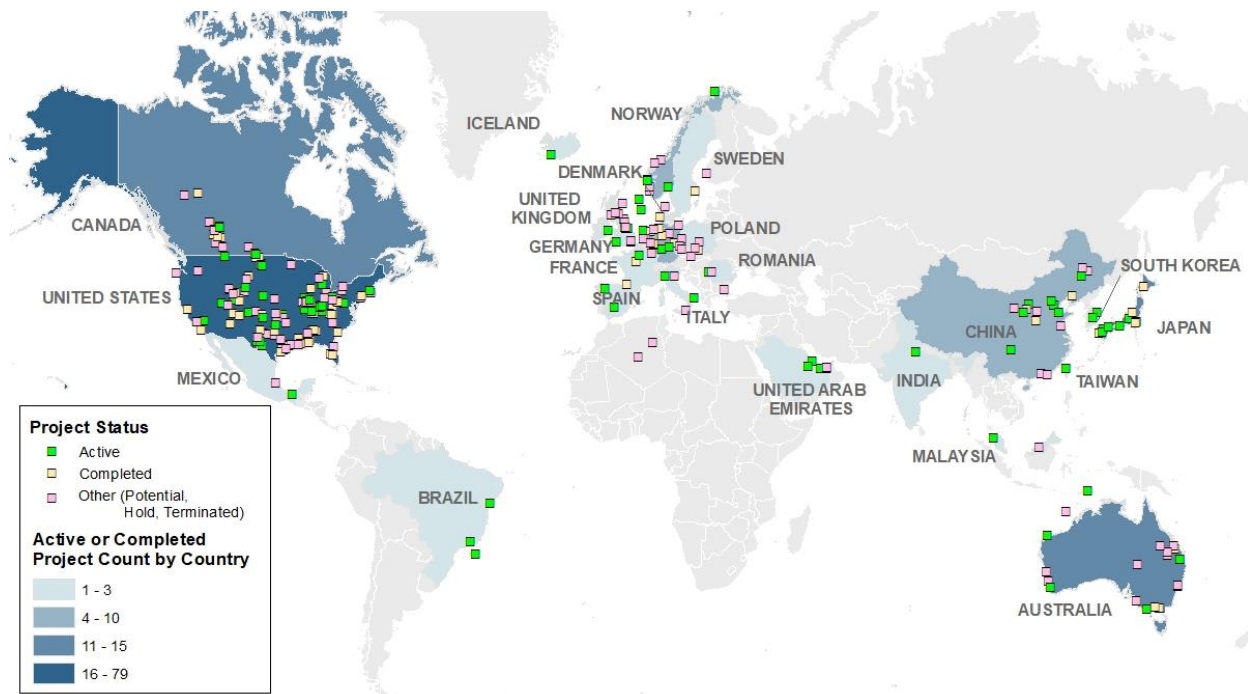 ICELAND
NORWAY
SWEDEN
DENMARK
UNITED
KINGDOM
POLAND
GERMANY
ROMANIA
FRANCE
SPAIN
ITALY
CANADA
UNITED STATES
MEXICO
BRAZIL
UNITED ARAB
EMIRATES
INDIA
CHINA
SOUTH KOREA
JAPAN
TAIWAN
MALAYSIA
AUSTRALIA
Project Status
Active
Completed
Other (Potential,
Hold, Terminated)
Active or Completed
Project Count by Country
1 - 3
4 - 10
11 - 15
16 - 79